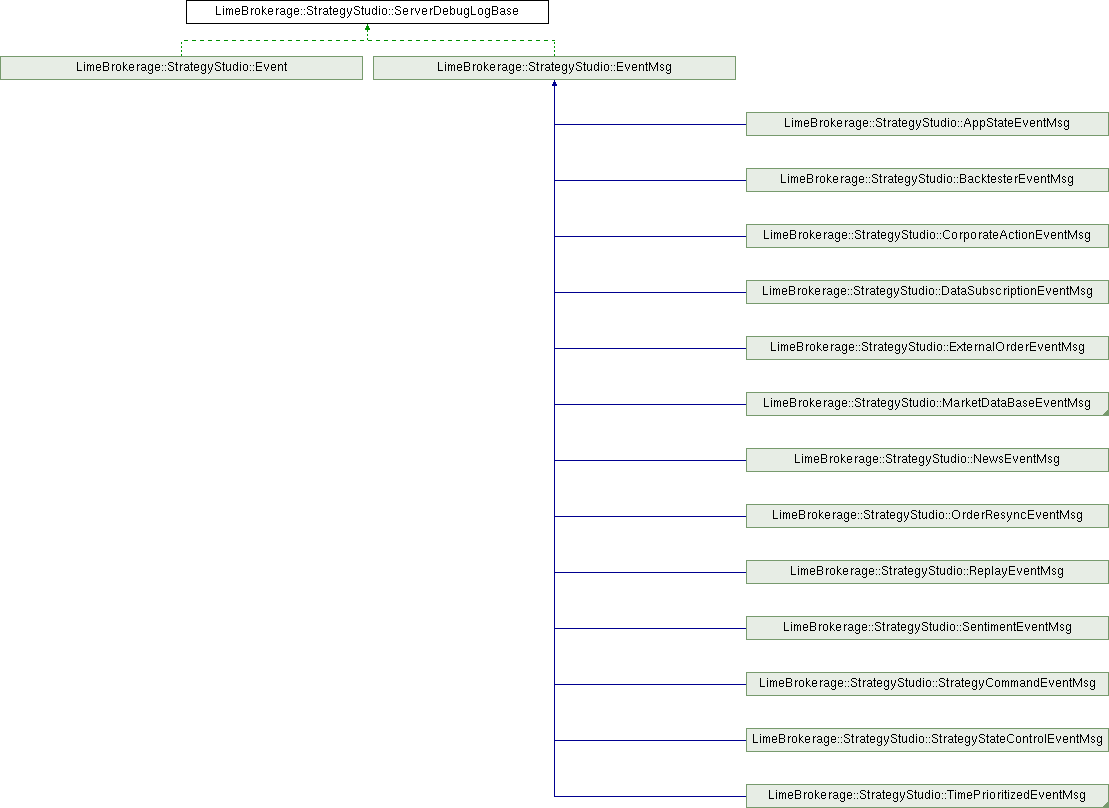 LimeBrokerage::StrategyStudio::ServerDebugLogBase
LimeBrokerage::StrategyStudio::Event
LimeBrokerage::StrategyStudio::EventMsg
LimeBrokerage::StrategyStudio::AppStateEventMsg
LimeBrokerage::StrategyStudio::BacktesterEventMsg
LimeBrokerage::StrategyStudio::CorporateActionEventMsg
LimeBrokerage::StrategyStudio::DataSubscriptionEventMsg
LimeBrokerage::StrategyStudio::ExternalOrderEventMsg
LimeBrokerage::StrategyStudio::MarketDataBaseEventMsg
LimeBrokerage::StrategyStudio::NewsEventMsg
LimeBrokerage::StrategyStudio::OrderResyncEventMsg
LimeBrokerage::StrategyStudio::ReplayEventMsg
LimeBrokerage::StrategyStudio::SentimentEventMsg
LimeBrokerage::StrategyStudio::StrategyCommandEventMsg
LimeBrokerage::StrategyStudio::StrategyStateControlEventMsg
LimeBrokerage::StrategyStudio::TimePrioritizedEventMsg